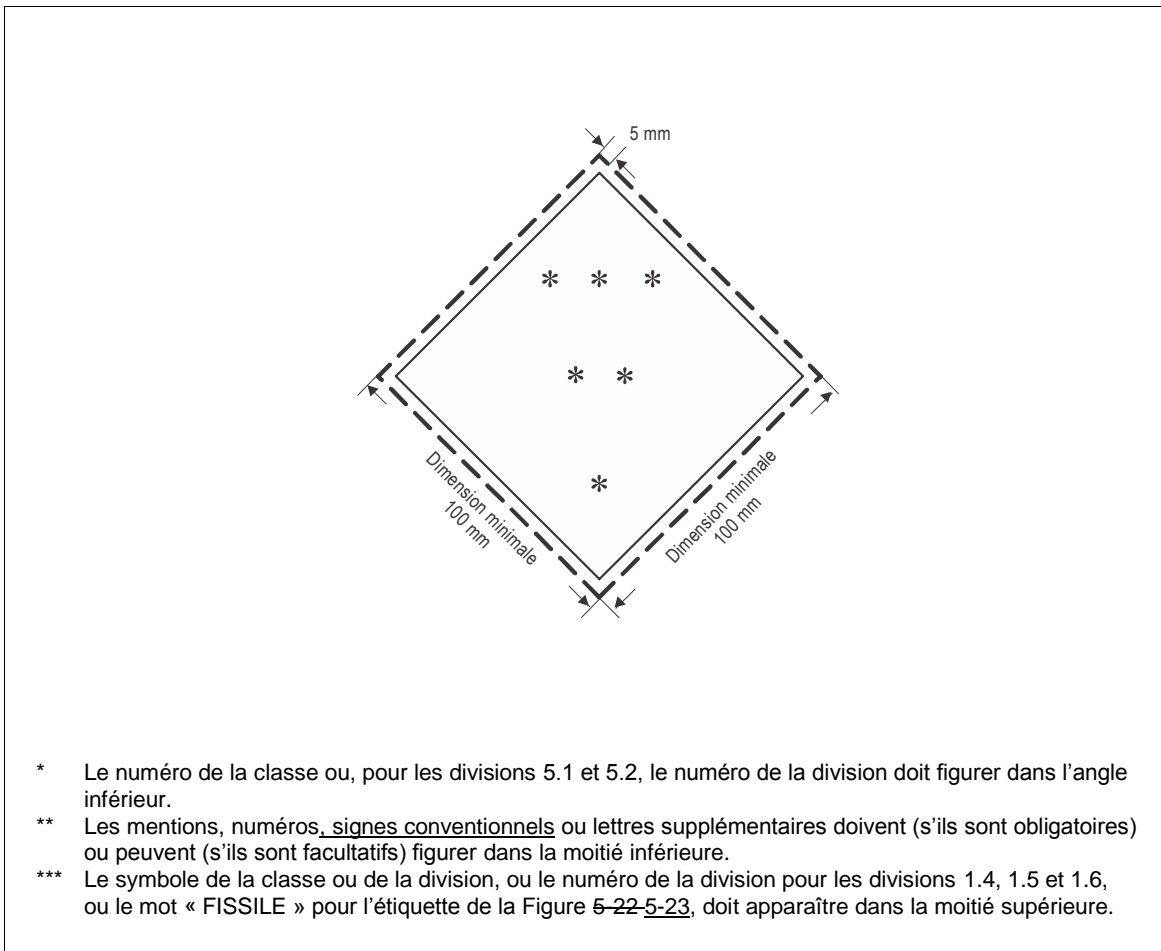 5 mm
* * *
* *
*
Dimension minimale
100 mm
Dimension minimale
100 mm
* Le numéro de la classe ou, pour les divisions 5.1 et 5.2, le numéro de la division doit figurer dans l'angle
inférieur.
** Les mentions, numéros, signes conventionnels ou lettres supplémentaires doivent (s'ils sont obligatoires)
ou peuvent (s'ils sont facultatifs) figurer dans la moitié inférieure.
*** Le symbole de la classe ou de la division, ou le numéro de la division pour les divisions 1.4, 1.5 et 1.6,
ou le mot « FISSILE » pour l'étiquette de la Figure 5-22 5-23, doit apparaître dans la moitié supérieure.